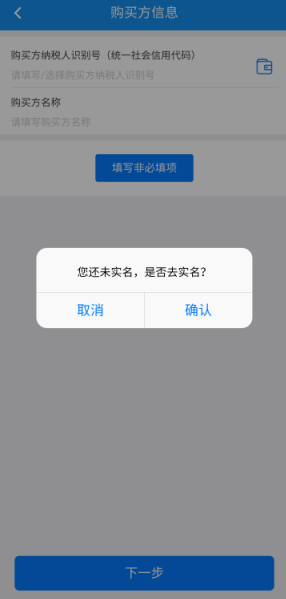 购买方信息
购买方纳税人识别号（统一社会信用代码）
请填写/选择购买方纳税人识别号
购买方名称
请填写购买方名称
填写非必填项
您还未实名，是否去实名?
取消
确认
下一步